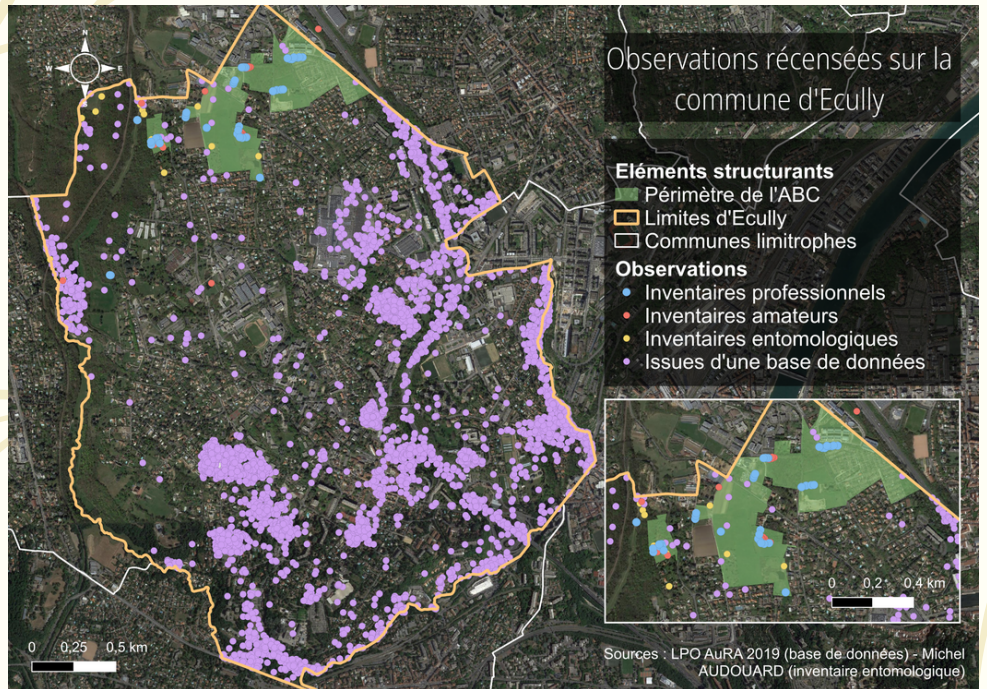 N
W
E
S
Observations récensées sur la
commune d'Ecully
Eléments structurants
Périmètre de l'ABC
Limites d'Ecully
Communes limitrophes
Observations
Inventaires professionnels
Inventaires amateurs
Inventaires entomologiques
Issues d'une base de données
0 0,2 0,4 km
0 0,25 0,5 km
Sources : LPO AuRA 2019 (base de données) - Michel
AUDOUARD (inventaire entomologique)